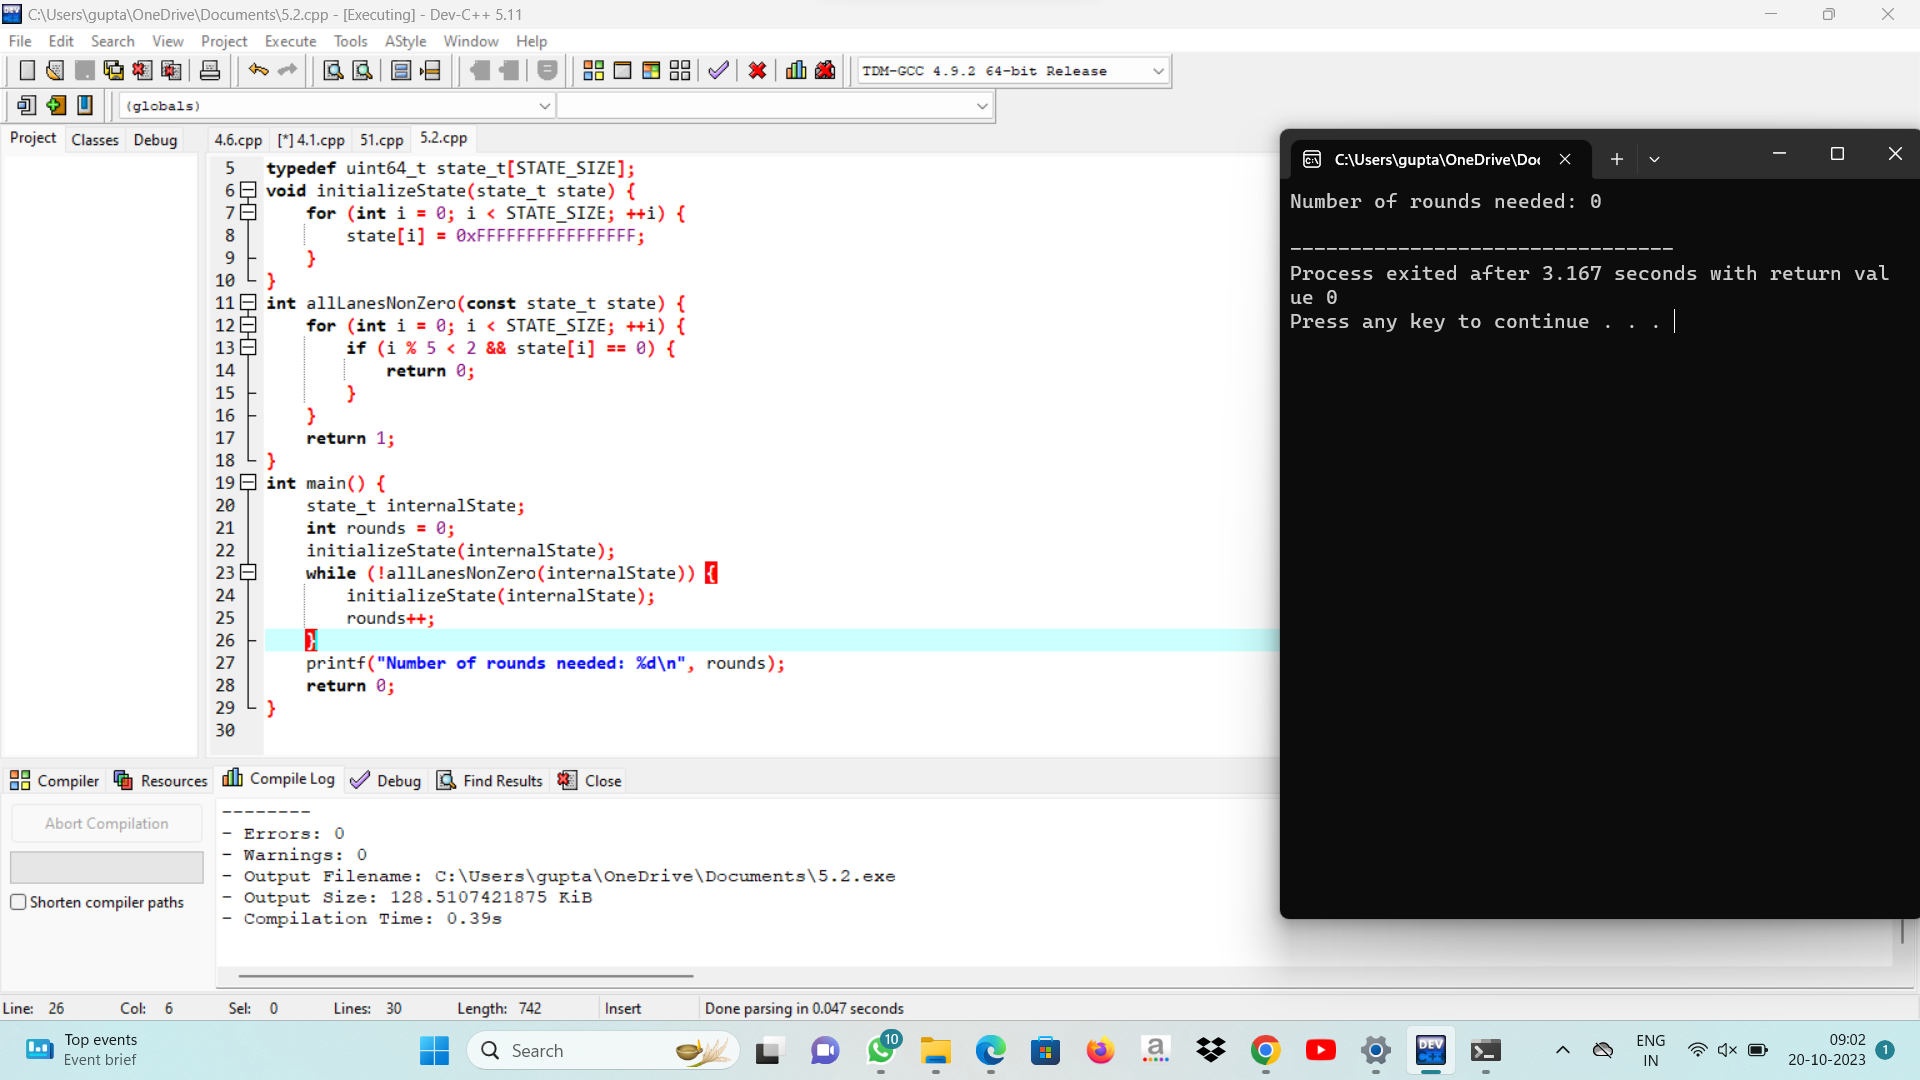 C:\Users\gupta\OneDrive\Documents\5.2.cpp - [Executing] - Dev-C++ 5.11
File Edit Search View Project Execute Tools AStyle Window Help
TDM-GCC 4.9.2 64-bit Release
(globals)
Project Classes Debug
4.6.cpp [*] 4.1.cpp 51.cpp 5.2.cpp
5 typedef uint64_t state_t[STATE_SIZE];
6 void initializeState(state_t state) {
7     for (int i = 0; i < STATE_SIZE; ++i) {
8         state[i] = 0xFFFFFFFFFFFFFFFF;
9     }
10 }
11 int allLanesNonZero(const state_t state) {
12     for (int i = 0; i < STATE_SIZE; ++i) {
13         if (i % 5 < 2 && state[i] == 0) {
14             return 0;
15         }
16     }
17     return 1;
18 }
19 int main() {
20     state_t internalState;
21     int rounds = 0;
22     initializeState(internalState);
23     while (!allLanesNonZero(internalState)) {
24         initializeState(internalState);
25         rounds++;
26     }
27     printf("Number of rounds needed: %d\n", rounds);
28     return 0;
29 }
30
C:\Users\gupta\OneDrive\Doc
Number of rounds needed: 0
--------------------------------
Process exited after 3.167 seconds with return val
ue 0
Press any key to continue . . .
Compiler Resources Compile Log Debug Find Results Close
Abort Compilation
Shorten compiler paths
--------
- Errors: 0
- Warnings: 0
- Output Filename: C:\Users\gupta\OneDrive\Documents\5.2.exe
- Output Size: 128.5107421875 KiB
- Compilation Time: 0.39s
Line: 26 Col: 6 Sel: 0 Lines: 30 Length: 742 Insert Done parsing in 0.047 seconds
Top events
Event brief
Search
10
a
DEV
C++
ENG
IN
09:02
20-10-2023
1